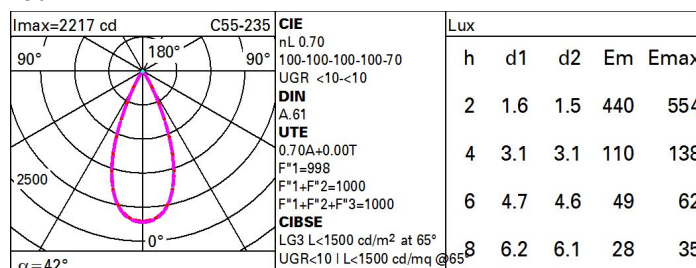 Imax=2217 cd C55-235
90° 180° 90°
2500
0°
α=42°
CIE
nL 0.70
100-100-100-100-70
UGR <10-<10
DIN
A.61
UTE
0.70A+0.00T
F"1=998
F"1+F"2=1000
F"1+F"2+F"3=1000
CIBSE
LG3 L<1500 cd/m² at 65°
UGR<10 | L<1500 cd/mq @65°
Lux
h d1 d2 Em Emax
2 1.6 1.5 440 554
4 3.1 3.1 110 138
6 4.7 4.6 49 62
8 6.2 6.1 28 35